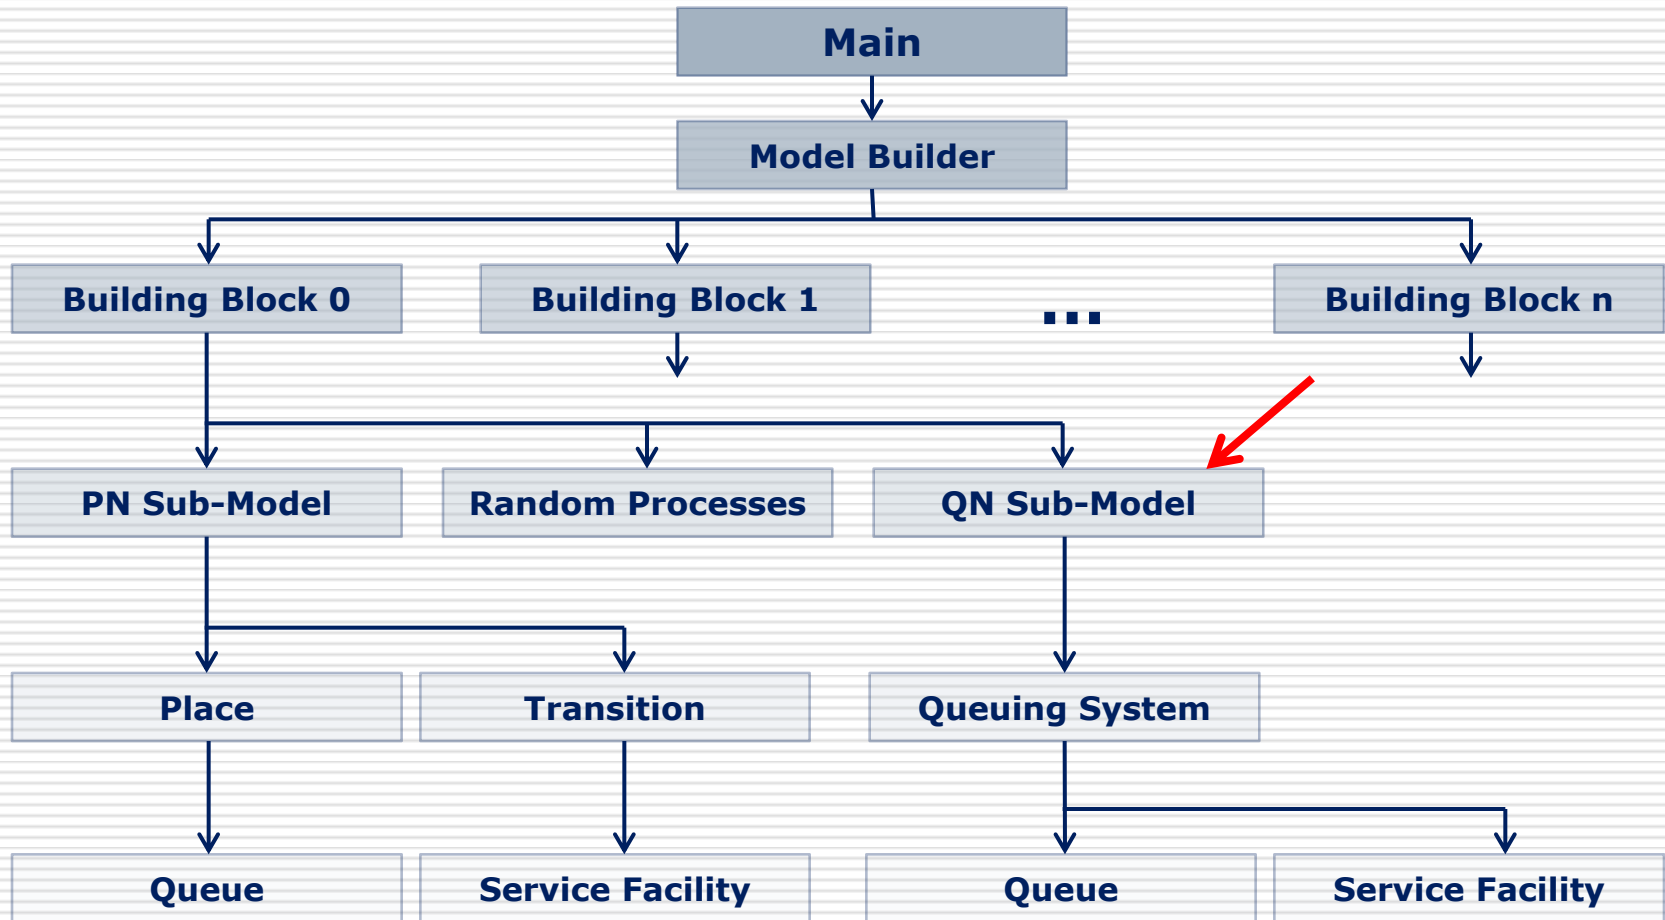 Main
Model Builder
Building Block 0
Building Block 1
...
Building Block n
PN Sub-Model
Random Processes
QN Sub-Model
Place
Transition
Queuing System
Queue
Service Facility
Queue
Service Facility